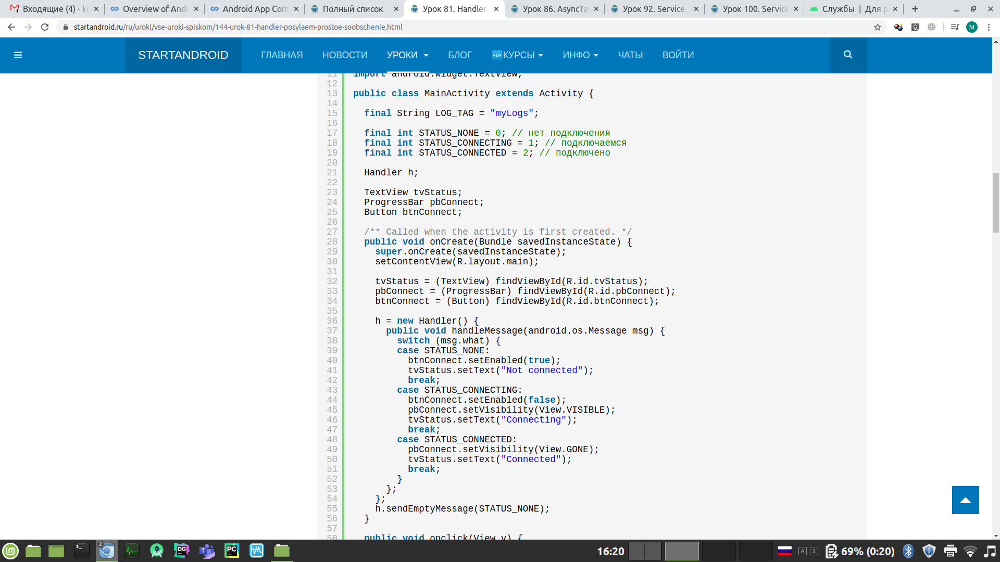 Входящие (4) - ko
Overview of Andr
Android App Com
Полный список
Урок 81. Handler.
Урок 86. AsyncTas
Урок 92. Service.
Урок 100. Service
Службы | Для р
startandroid.ru/ru/uroki/vse-uroki-spiskom/144-urok-81-handler-posylaem-prostoe-soobschenie.html
M
STARTANDROID ГЛАВНАЯ НОВОСТИ УРОКИ БЛОГ NEW КУРСЫ ИНФО ЧАТЫ ВОЙТИ
11 import android.widget.TextView;
12
13 public class MainActivity extends Activity {
14
15 final String LOG_TAG = "myLogs";
16
17 final int STATUS_NONE = 0; // нет подключения
18 final int STATUS_CONNECTING = 1; // подключаемся
19 final int STATUS_CONNECTED = 2; // подключено
20
21 Handler h;
22
23 TextView tvStatus;
24 ProgressBar pbConnect;
25 Button btnConnect;
26
27 /** Called when the activity is first created. */
28 public void onCreate(Bundle savedInstanceState) {
29 super.onCreate(savedInstanceState);
30 setContentView(R.layout.main);
31
32 tvStatus = (TextView) findViewById(R.id.tvStatus);
33 pbConnect = (ProgressBar) findViewById(R.id.pbConnect);
34 btnConnect = (Button) findViewById(R.id.btnConnect);
35
36 h = new Handler() {
37 public void handleMessage(android.os.Message msg) {
38 switch (msg.what) {
39 case STATUS_NONE:
40 btnConnect.setEnabled(true);
41 tvStatus.setText("Not connected");
42 break;
43 case STATUS_CONNECTING:
44 btnConnect.setEnabled(false);
45 pbConnect.setVisibility(View.VISIBLE);
46 tvStatus.setText("Connecting");
47 break;
48 case STATUS_CONNECTED:
49 pbConnect.setVisibility(View.GONE);
50 tvStatus.setText("Connected");
51 break;
52 }
53 };
54 };
55 h.sendEmptyMessage(STATUS_NONE);
56 }
57
58 public void onclick(View v) {
2
DG
PC
16:20
A 1
69% (0:20)